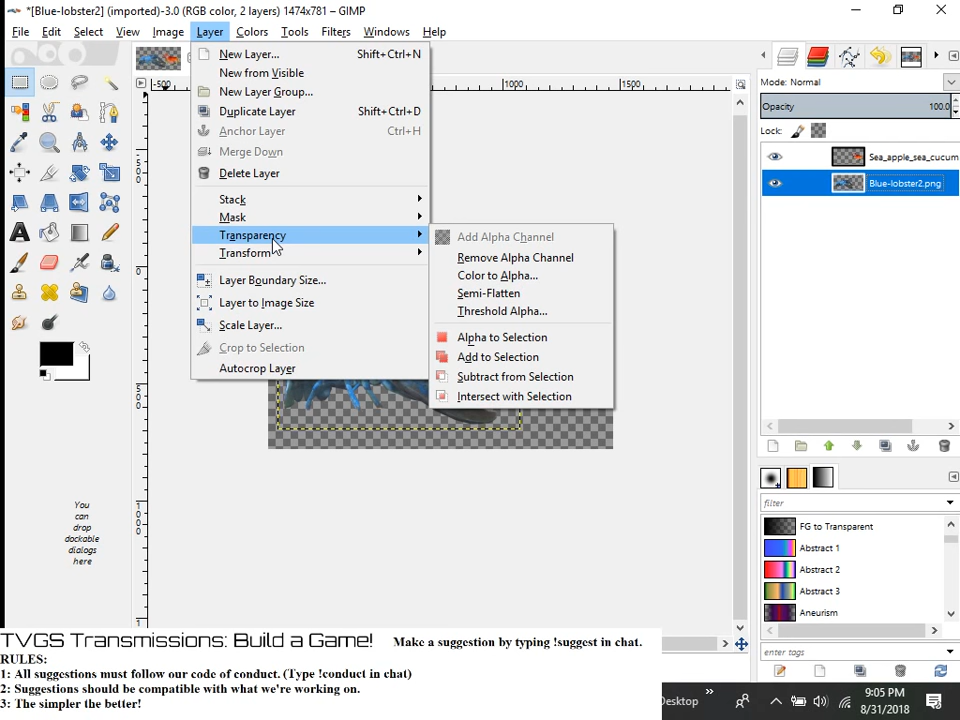 *[Blue-lobster2] (imported)-3.0 (RGB color, 2 layers) 1474x781 – GIMP
File Edit Select View Image Layer Colors Tools Filters Windows Help
New Layer... Shift+Ctrl+N
New from Visible
New Layer Group...
Duplicate Layer Shift+Ctrl+D
Anchor Layer Ctrl+H
Merge Down
Delete Layer
Stack
Mask
Transparency
Transform
Layer Boundary Size...
Layer to Image Size
Scale Layer...
Crop to Selection
Autocrop Layer
Add Alpha Channel
Remove Alpha Channel
Color to Alpha...
Semi-Flatten
Threshold Alpha...
Alpha to Selection
Add to Selection
Subtract from Selection
Intersect with Selection
-500
1000
1500
-500
0
500
1000
1
You
can
drop
dockable
dialogs
here
Mode: Normal
Opacity 100.0
Lock:
Sea_apple_sea_cucum
Blue-lobster2.png
filter
FG to Transparent
Abstract 1
Abstract 2
Abstract 3
Aneurism
enter tags
TVGS Transmissions: Build a Game! Make a suggestion by typing !suggest in chat.
RULES:
1: All suggestions must follow our code of conduct. (Type !conduct in chat)
2: Suggestions should be compatible with what we're working on.
3: The simpler the better!
Desktop
9:05 PM
8/31/2018